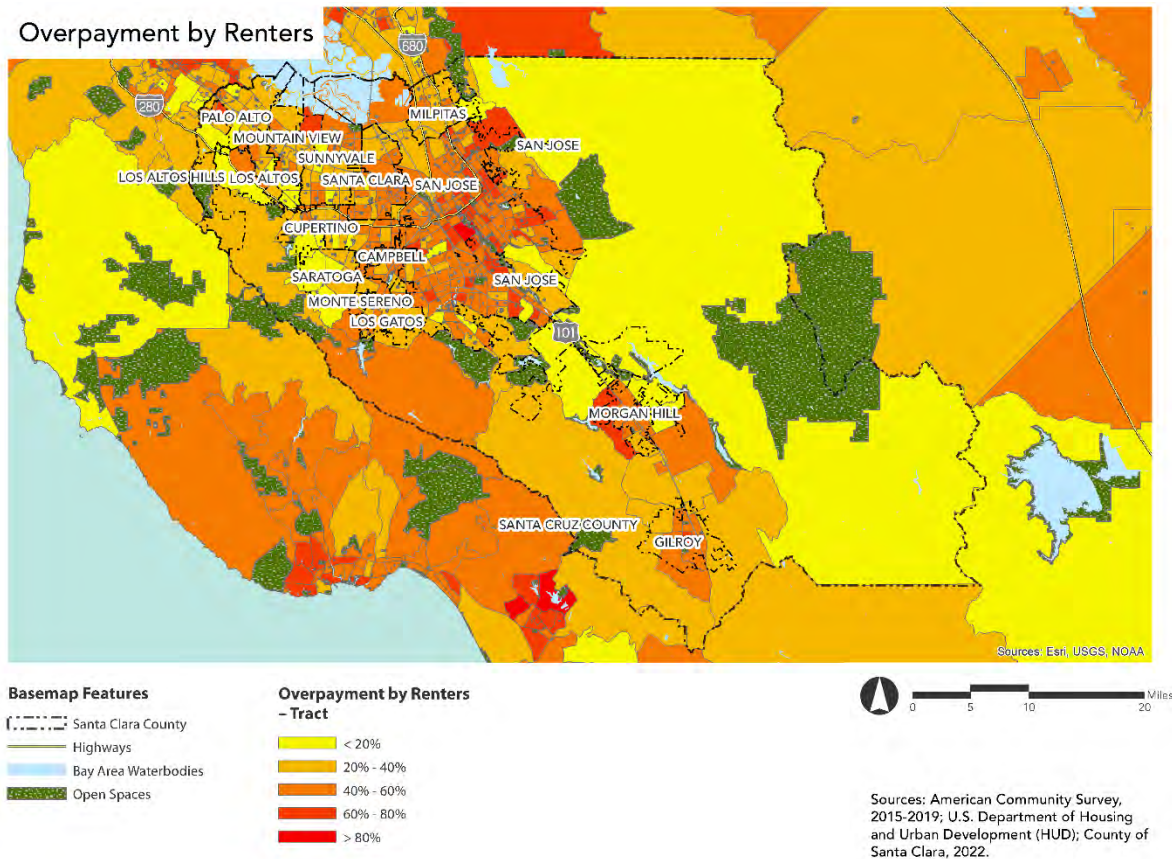 Overpayment by Renters
680
280
PALO ALTO
MILPITAS
MOUNTAIN VIEW
SAN JOSE
SUNNYVALE
LOS ALTOS HILLS
LOS ALTOS
SANTA CLARA
SAN JOSE
CUPERTINO
CAMPBELL
SARATOGA
SAN JOSE
MONTE SERENO
LOS GATOS
101
MORGAN HILL
SANTA CRUZ COUNTY
GILROY
Sources: Esri, USGS, NOAA
Basemap Features
Santa Clara County
Highways
Bay Area Waterbodies
Open Spaces
Overpayment by Renters
– Tract
< 20%
20% - 40%
40% - 60%
60% - 80%
> 80%
Miles
0 5 10 20
Sources: American Community Survey,
2015-2019; U.S. Department of Housing
and Urban Development (HUD); County of
Santa Clara, 2022.